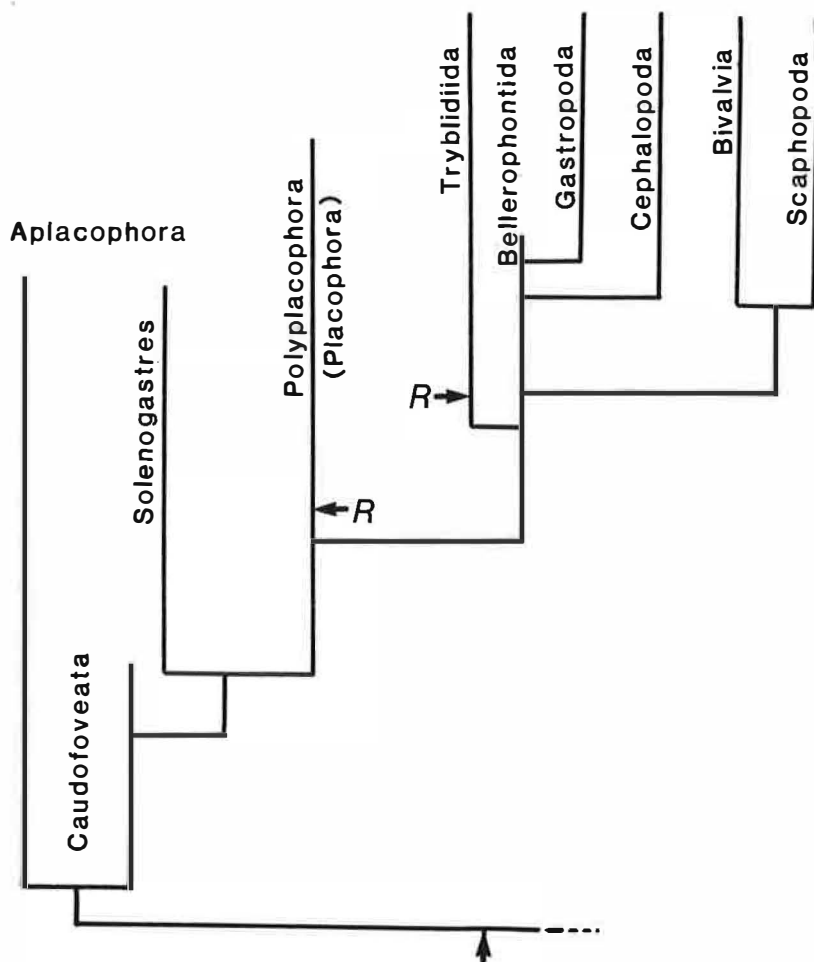 Aplacophora
Caudofoveata
Solenogastres
Polyplacophora
(Placophora)
R
R
Tryblidiida
Bellerophontida
Gastropoda
Cephalopoda
Bivalvia
Scaphopoda